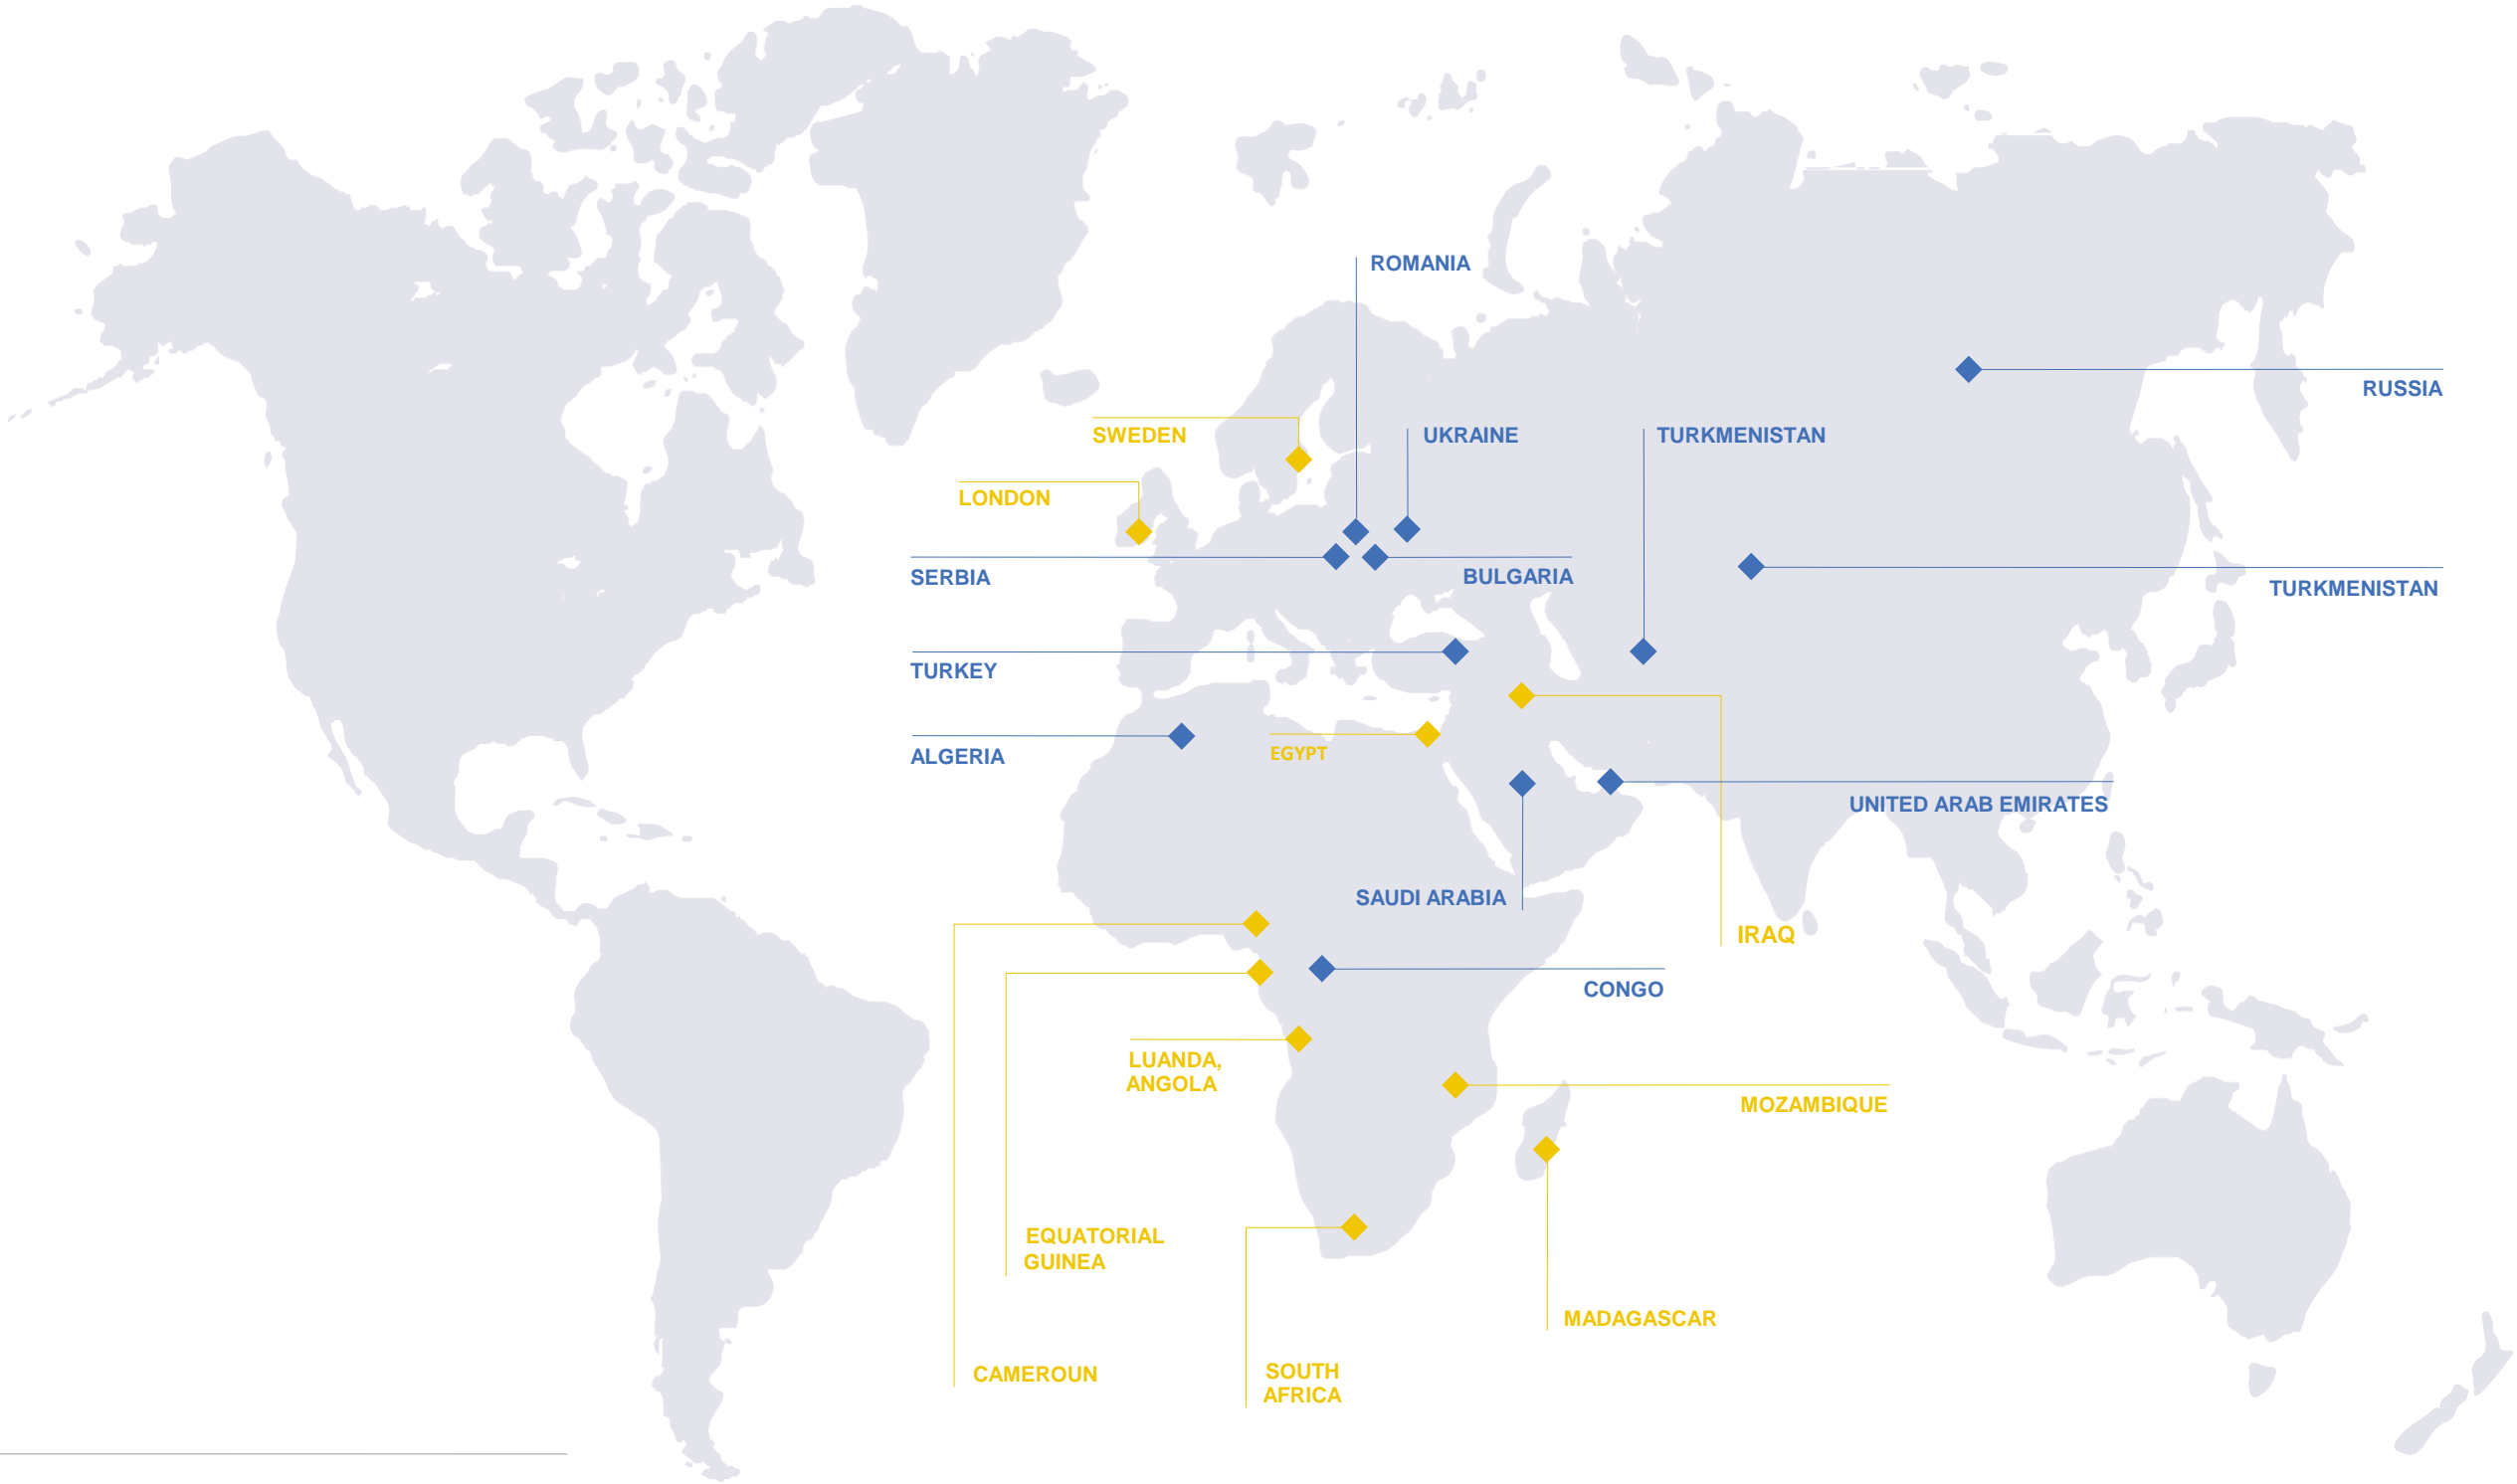 ROMANIA
RUSSIA
SWEDEN
UKRAINE
TURKMENISTAN
LONDON
SERBIA
BULGARIA
TURKMENISTAN
TURKEY
ALGERIA
EGYPT
UNITED ARAB EMIRATES
SAUDI ARABIA
IRAQ
CONGO
LUANDA,
ANGOLA
MOZAMBIQUE
EQUATORIAL
GUINEA
MADAGASCAR
CAMEROUN
SOUTH
AFRICA